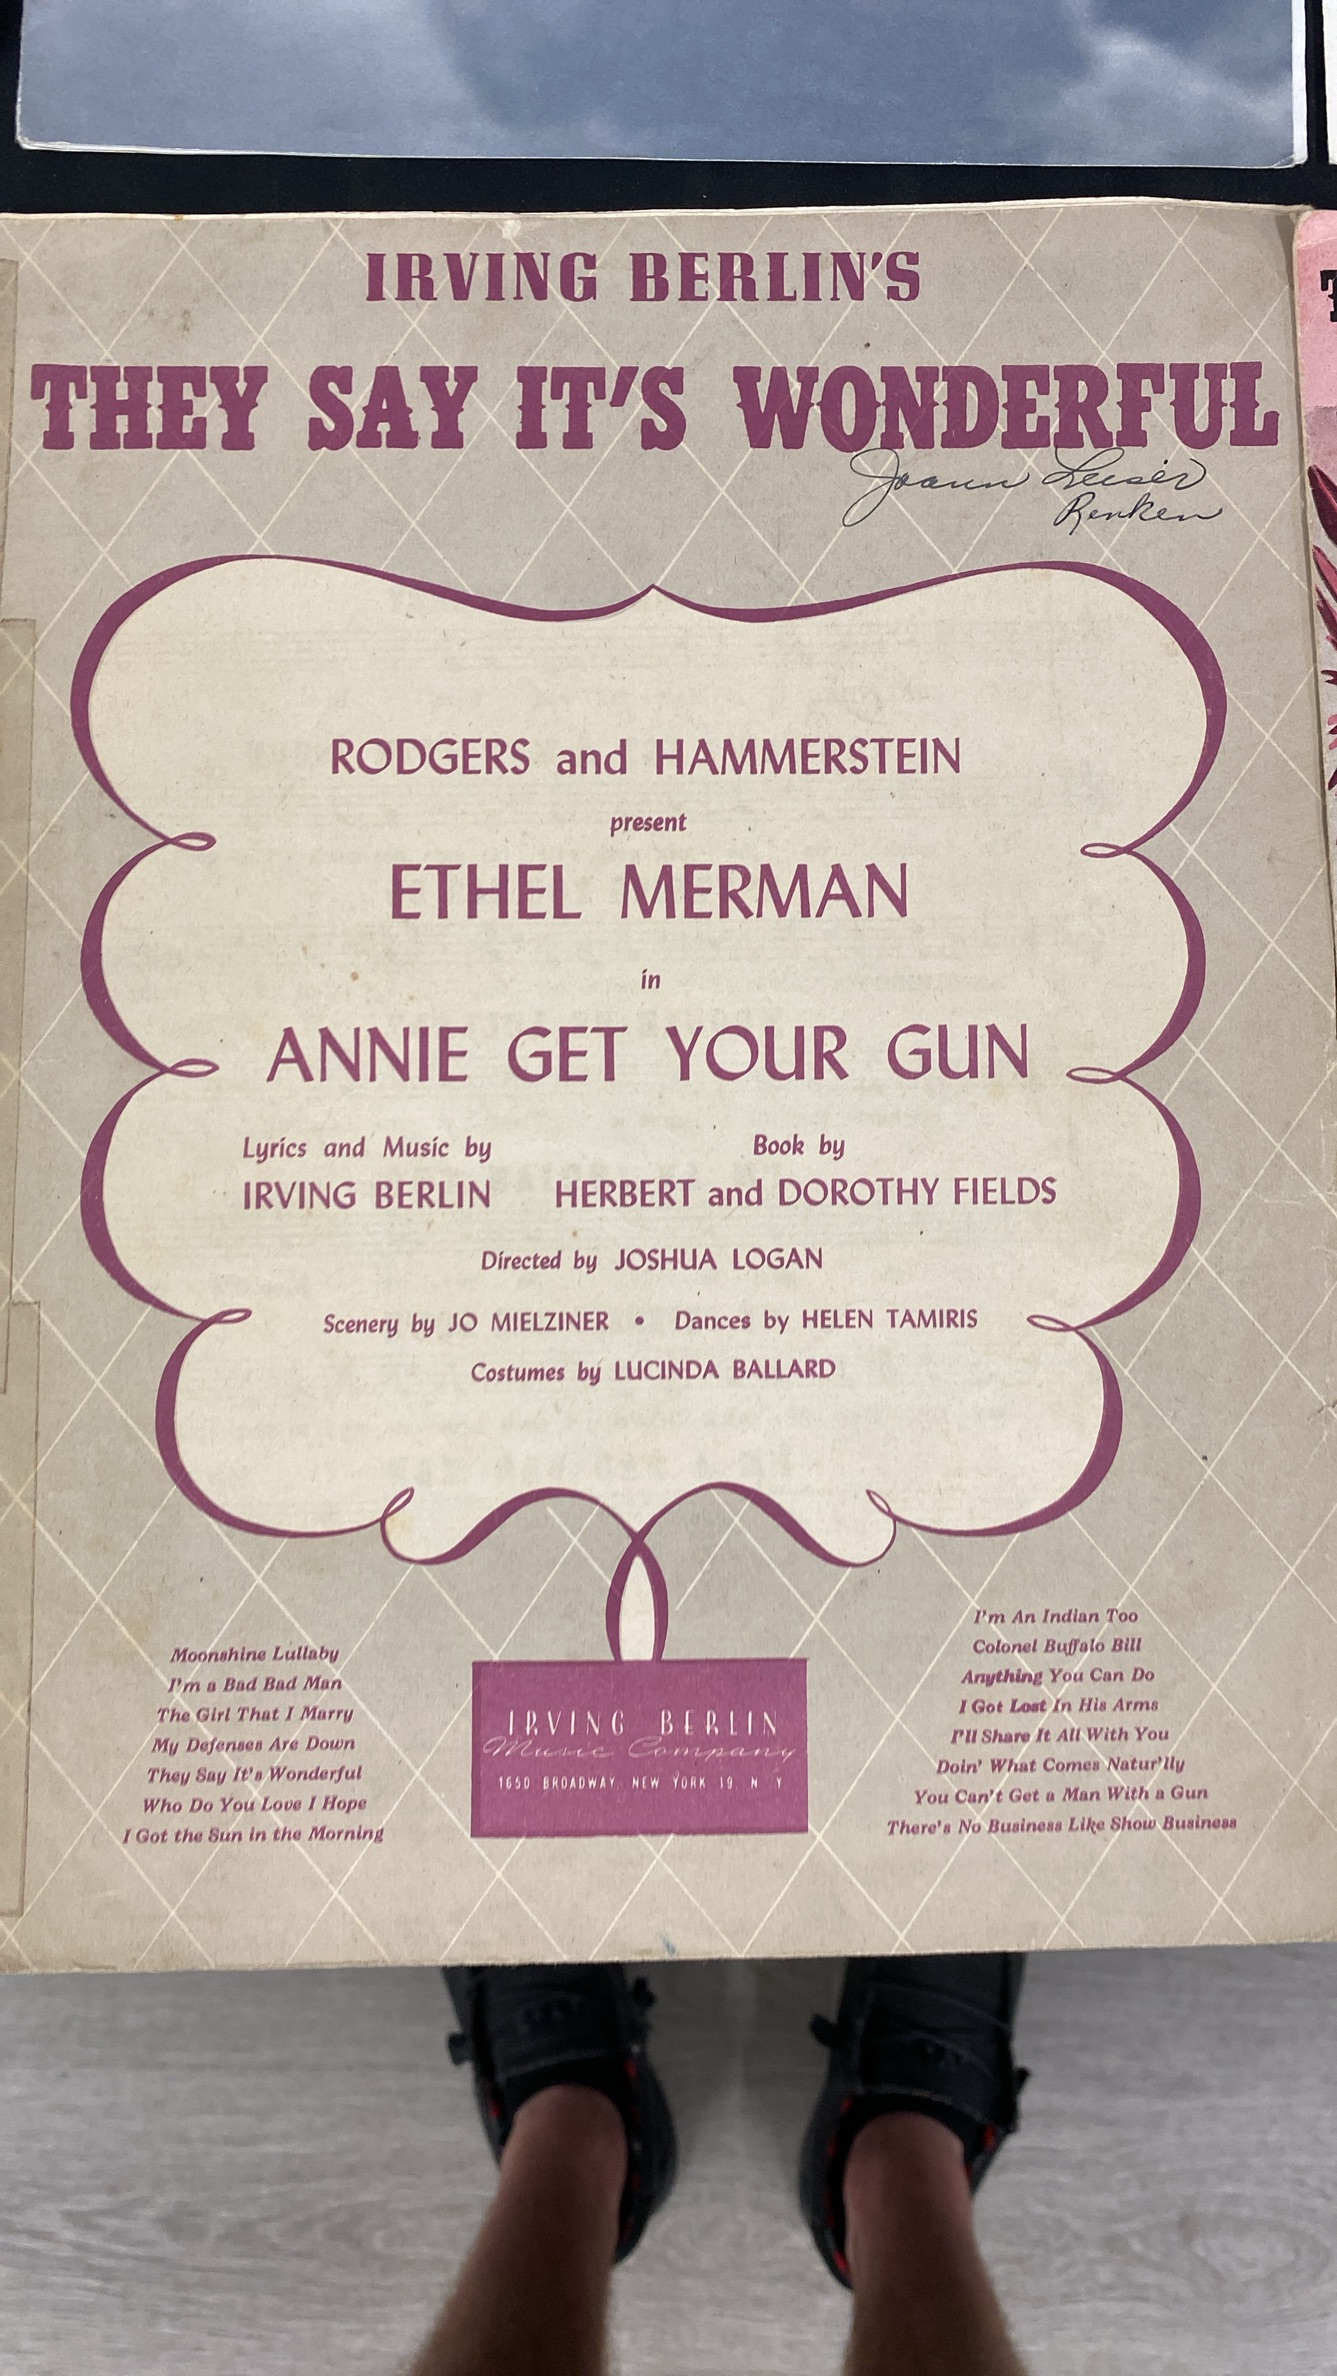 IRVING BERLIN'S
THEY SAY IT'S WONDERFUL
Joann Leiser
Renken
RODGERS and HAMMERSTEIN
present
ETHEL MERMAN
in
ANNIE GET YOUR GUN
Lyrics and Music by
IRVING BERLIN
Book by
HERBERT and DOROTHY FIELDS
Directed by JOSHUA LOGAN
Scenery by JO MIELZINER • Dances by HELEN TAMIRIS
Costumes by LUCINDA BALLARD
Moonshine Lullaby
I'm a Bad Bad Man
The Girl That I Marry
My Defenses Are Down
They Say It's Wonderful
Who Do You Love I Hope
I Got the Sun in the Morning
IRVING BERLIN
Music Company
1650 BROADWAY, NEW YORK 19, N Y
I'm An Indian Too
Colonel Buffalo Bill
Anything You Can Do
I Got Lost In His Arms
I'll Share It All With You
Doin' What Comes Natur'lly
You Can't Get a Man With a Gun
There's No Business Like Show Business